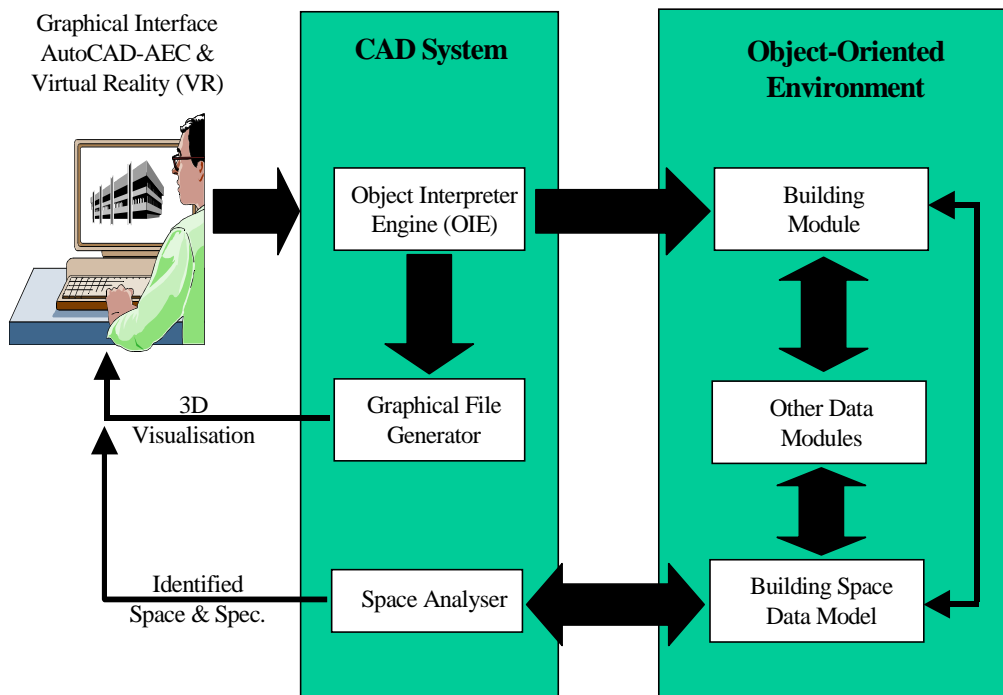 Graphical Interface
AutoCAD-AEC &
Virtual Reality (VR)
CAD System
Object-Oriented
Environment
Object Interpreter
Engine (OIE)
Building
Module
3D
Visualisation
Graphical File
Generator
Other Data
Modules
Identified
Space & Spec.
Space Analyser
Building Space
Data Model